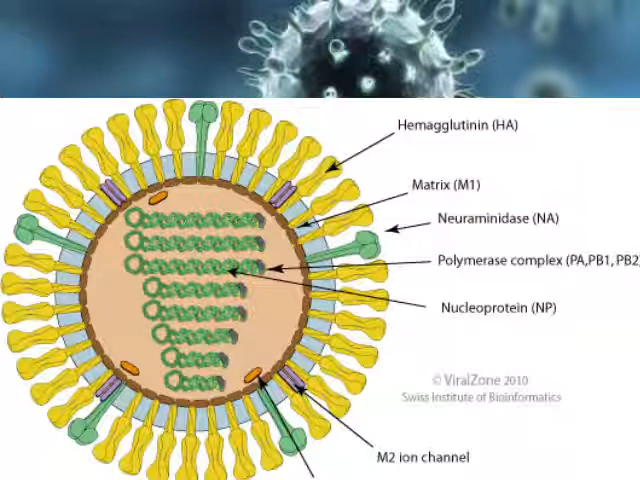 Hemagglutinin (HA)
Matrix (M1)
Neuraminidase (NA)
Polymerase complex (PA,PB1, PB2
Nucleoprotein (NP)
© ViralZone 2010
Swiss Institute of Bioinformatics
M2 ion channel